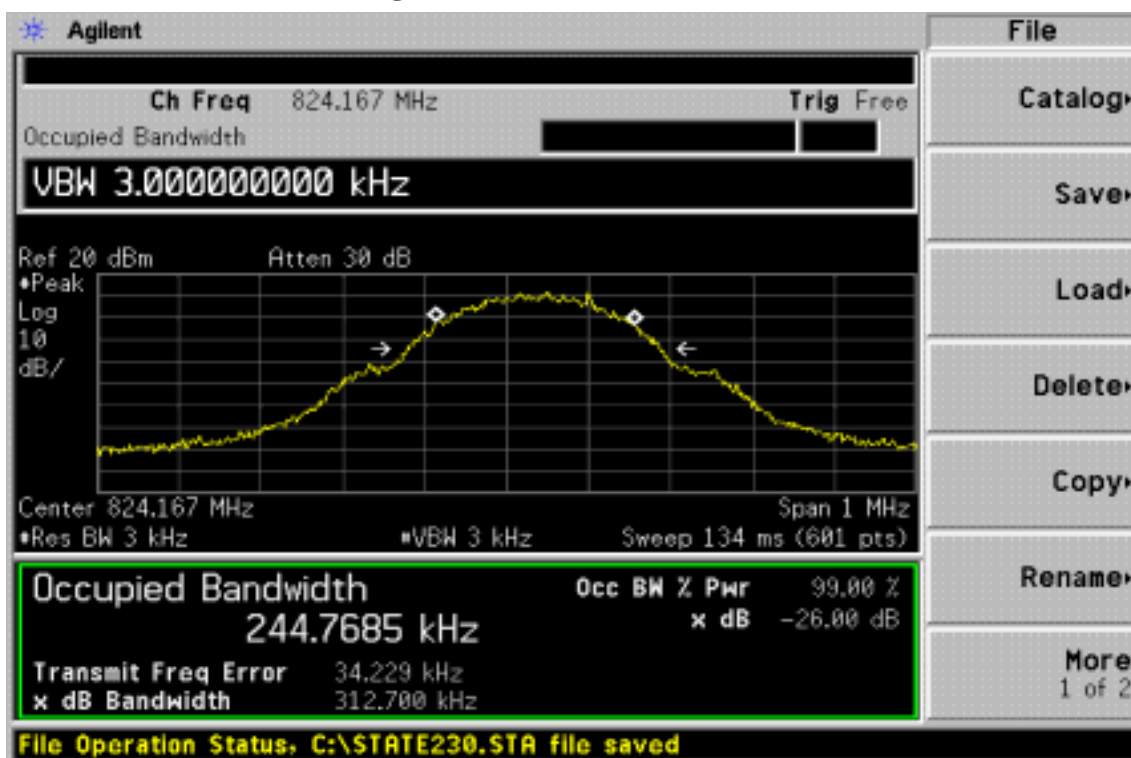 Agilent
File
Ch Freq 824.167 MHz Trig Free
Occupied Bandwidth
Catalog
VBW 3.000000000 kHz
Save
Ref 20 dBm Atten 30 dB
•Peak
Log
10
dB/
Load
Delete
Center 824.167 MHz Span 1 MHz
•Res BW 3 kHz •VBW 3 kHz Sweep 134 ms (601 pts)
Copy
Occupied Bandwidth Occ BW % Pwr 99.00 %
244.7685 kHz x dB -26.00 dB
Rename
Transmit Freq Error 34.229 kHz
x dB Bandwidth 312.700 kHz
More
1 of 2
File Operation Status, C:\STATE230.STA file saved